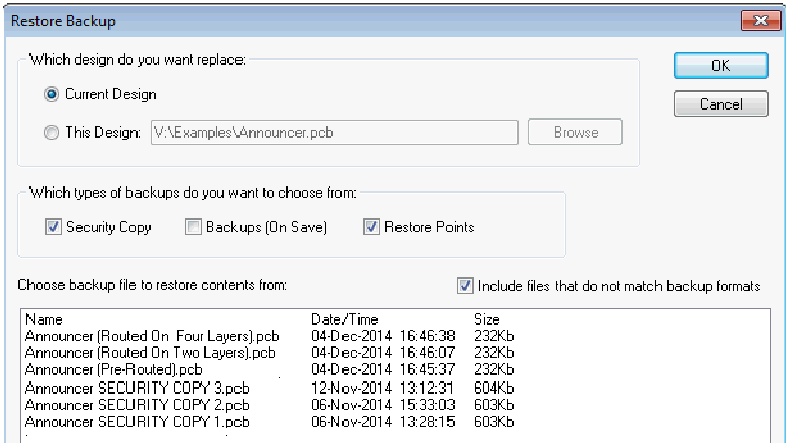 Restore Backup
Which design do you want replace:
Current Design
This Design: V:\Examples\Announcer.pcb Browse
OK
Cancel
Which types of backups do you want to choose from:
Security Copy Backups (On Save) Restore Points
Choose backup file to restore contents from: Include files that do not match backup formats
Name Date/Time Size
Announcer (Routed On Four Layers).pcb 04-Dec-2014 16:46:38 232Kb
Announcer (Routed On Two Layers).pcb 04-Dec-2014 16:46:07 232Kb
Announcer (Pre-Routed).pcb 04-Dec-2014 16:45:37 232Kb
Announcer SECURITY COPY 3.pcb 12-Nov-2014 13:12:31 604Kb
Announcer SECURITY COPY 2.pcb 06-Nov-2014 15:33:03 603Kb
Announcer SECURITY COPY 1.pcb 06-Nov-2014 13:28:15 603Kb